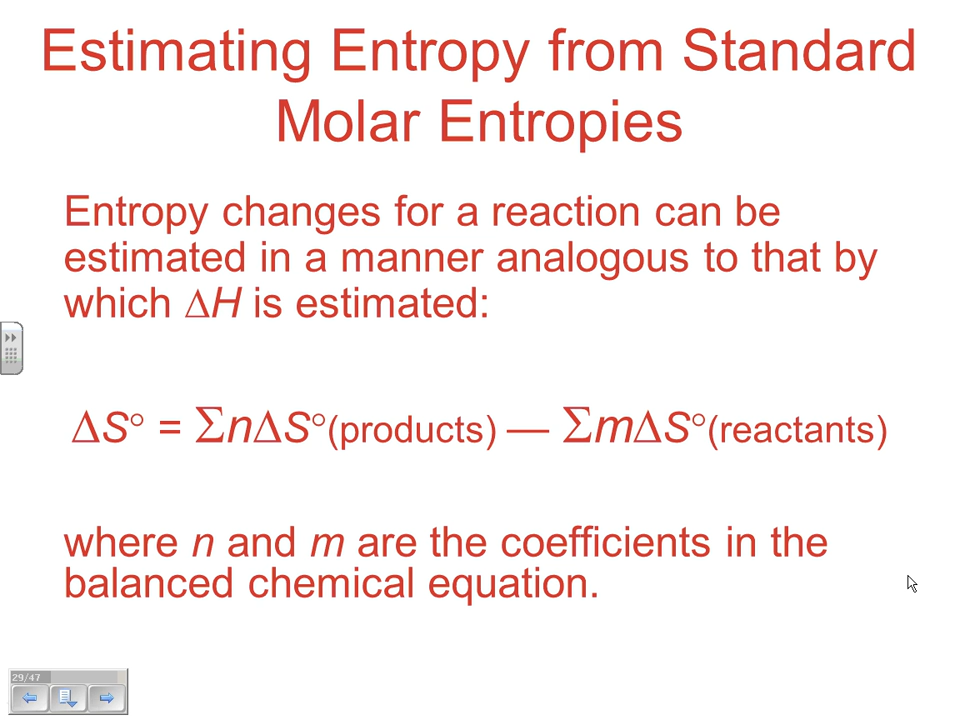 Estimating Entropy from Standard
Molar Entropies
Entropy changes for a reaction can be
estimated in a manner analogous to that by
which ΔH is estimated:
ΔS° = ΣnΔS°(products) — ΣmΔS°(reactants)
where n and m are the coefficients in the
balanced chemical equation.
29/47